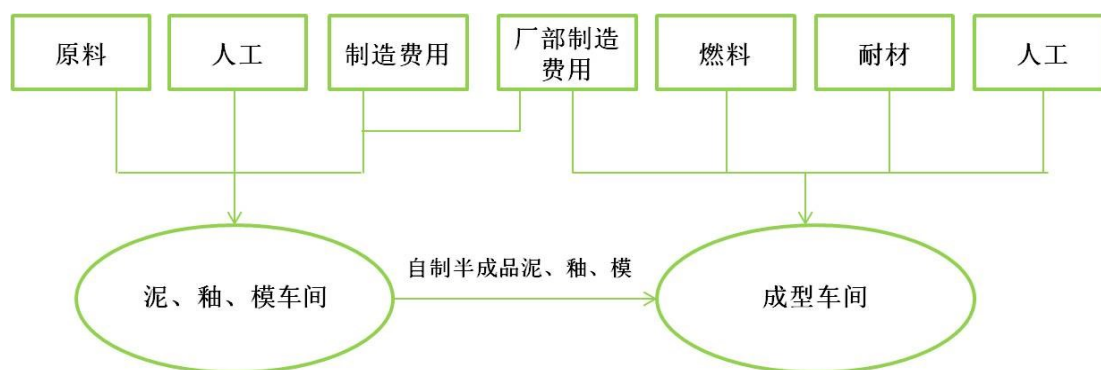 原料
人工
制造费用
厂部制造
费用
燃料
耐材
人工
自制半成品泥、釉、模
泥、釉、模车间
成型车间